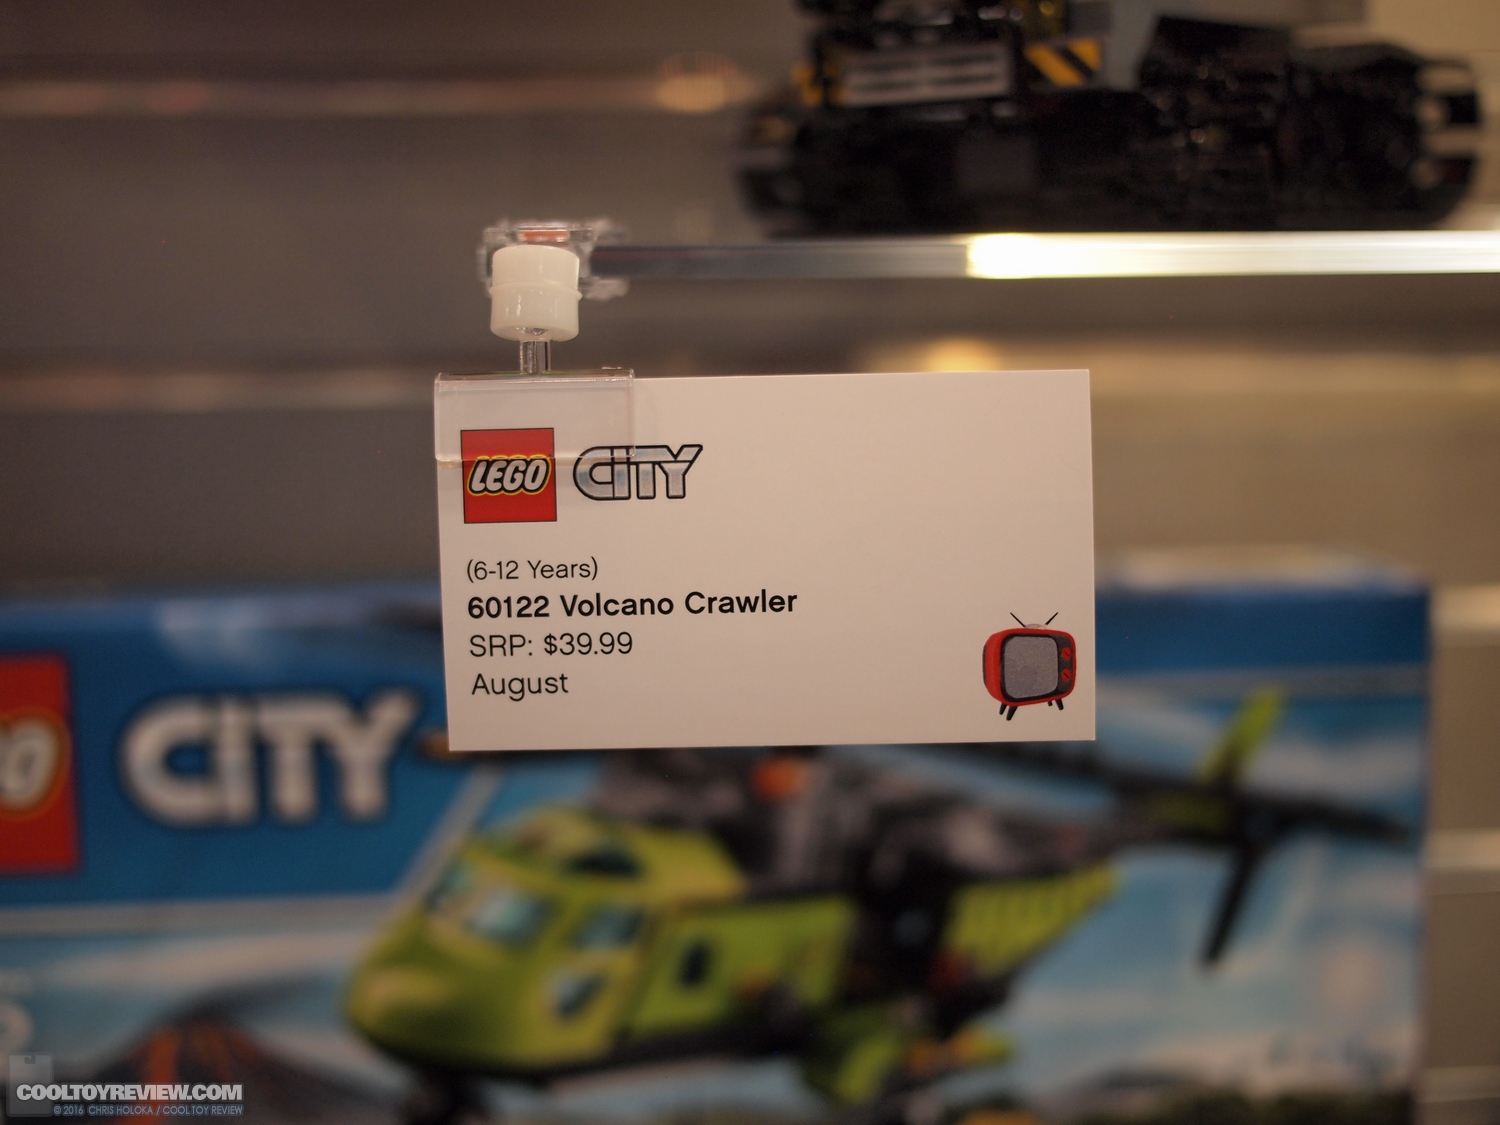 LEGO CITY
(6-12 Years)
60122 Volcano Crawler
SRP: $39.99
August
CITY
COOLTOYREVIEW.COM
© 2016 CHRIS HOLOKA / COOL TOY REVIEW